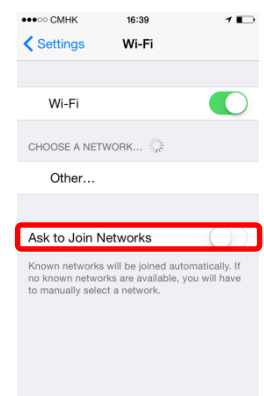 CMHK 16:39
Settings Wi-Fi
Wi-Fi
CHOOSE A NETWORK...
Other...
Ask to Join Networks
Known networks will be joined automatically. If
no known networks are available, you will have
to manually select a network.